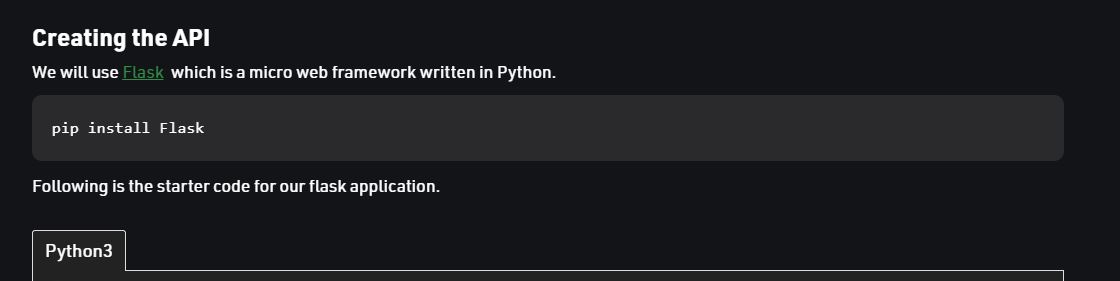 Creating the API
We will use Flask which is a micro web framework written in Python.
pip install Flask
Following is the starter code for our flask application.
Python3